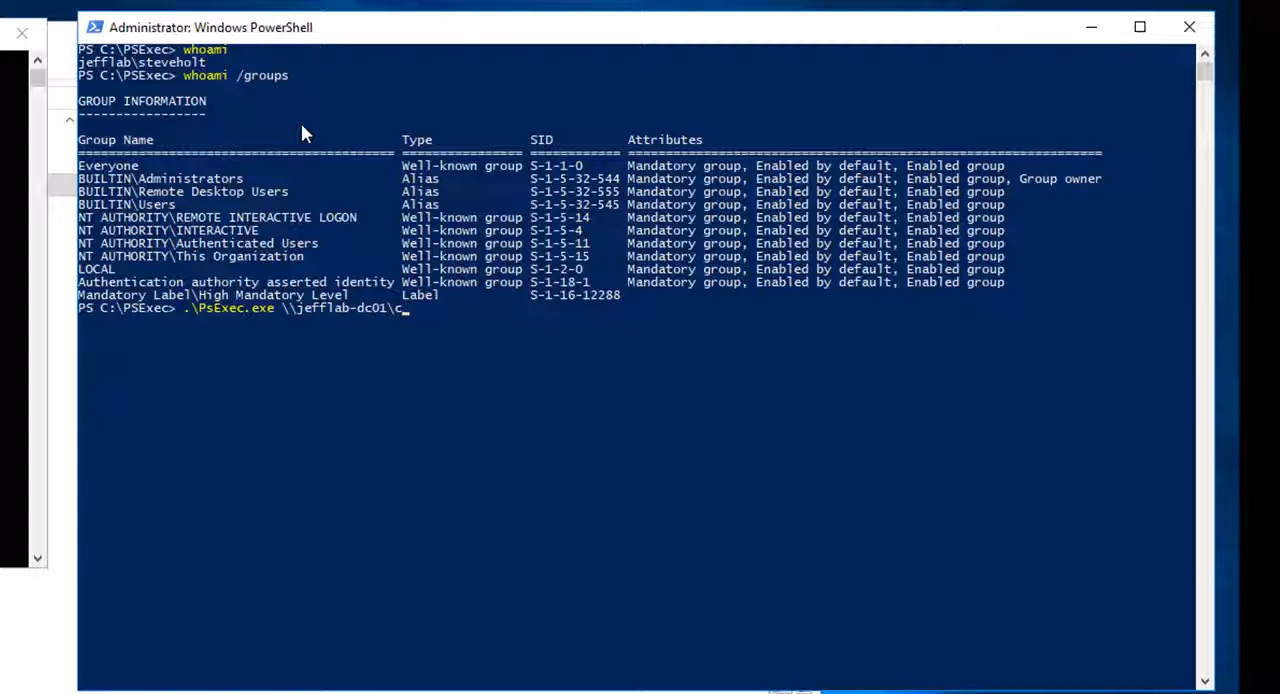 Administrator: Windows PowerShell
PS C:\PSExec> whoami
jefflab\steveholt
PS C:\PSExec> whoami /groups
GROUP INFORMATION
-----------------
Group Name Type SID Attributes
========================================== ================ ============ ===============================================================
Everyone Well-known group S-1-1-0 Mandatory group, Enabled by default, Enabled group
BUILTIN\Administrators Alias S-1-5-32-544 Mandatory group, Enabled by default, Enabled group, Group owner
BUILTIN\Remote Desktop Users Alias S-1-5-32-555 Mandatory group, Enabled by default, Enabled group
BUILTIN\Users Alias S-1-5-32-545 Mandatory group, Enabled by default, Enabled group
NT AUTHORITY\REMOTE INTERACTIVE LOGON Well-known group S-1-5-14 Mandatory group, Enabled by default, Enabled group
NT AUTHORITY\INTERACTIVE Well-known group S-1-5-4 Mandatory group, Enabled by default, Enabled group
NT AUTHORITY\Authenticated Users Well-known group S-1-5-11 Mandatory group, Enabled by default, Enabled group
NT AUTHORITY\This Organization Well-known group S-1-5-15 Mandatory group, Enabled by default, Enabled group
LOCAL Well-known group S-1-2-0 Mandatory group, Enabled by default, Enabled group
Authentication authority asserted identity Well-known group S-1-18-1 Mandatory group, Enabled by default, Enabled group
Mandatory Label\High Mandatory Level Label S-1-16-12288
PS C:\PSExec> .\PsExec.exe \\jefflab-dc01\c_